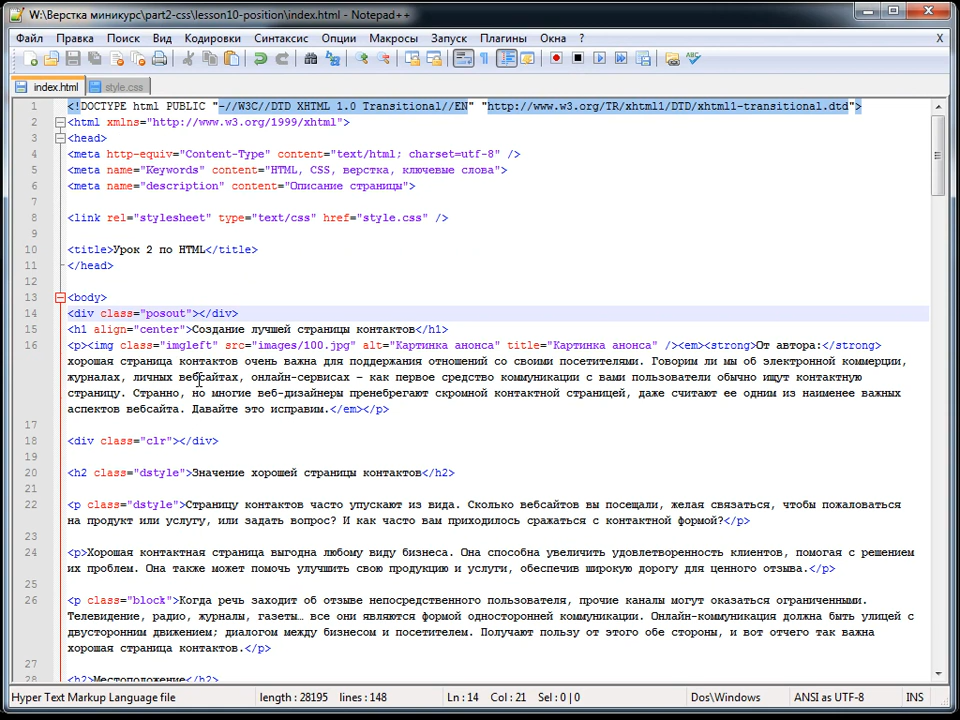 W:\Верстка миникурс\part2-css\lesson10-position\index.html - Notepad++
Файл Правка Поиск Вид Кодировки Синтаксис Опции Макросы Запуск Плагины Окна ? X
index.html style.css
1 <!DOCTYPE html PUBLIC "-//W3C//DTD XHTML 1.0 Transitional//EN" "http://www.w3.org/TR/xhtml1/DTD/xhtml1-transitional.dtd">
2 <html xmlns="http://www.w3.org/1999/xhtml">
3 <head>
4 <meta http-equiv="Content-Type" content="text/html; charset=utf-8" />
5 <meta name="Keywords" content="HTML, CSS, верстка, ключевые слова">
6 <meta name="description" content="Описание страницы">
7
8 <link rel="stylesheet" type="text/css" href="style.css" />
9
10 <title>Урок 2 по HTML</title>
11 </head>
12
13 <body>
14 <div class="posout"></div>
15 <h1 align="center">Создание лучшей страницы контактов</h1>
16 <p><img class="imgleft" src="images/100.jpg" alt="Картинка анонса" title="Картинка анонса" /><em><strong>От автора:</strong>
хорошая страница контактов очень важна для поддержания отношений со своими посетителями. Говорим ли мы об электронной коммерции,
журналах, личных вебсайтах, онлайн-сервисах – как первое средство коммуникации с вами пользователи обычно ищут контактную
страницу. Странно, но многие веб-дизайнеры пренебрегают скромной контактной страницей, даже считают ее одним из наименее важных
аспектов вебсайта. Давайте это исправим.</em></p>
17
18 <div class="clr"></div>
19
20 <h2 class="dstyle">Значение хорошей страницы контактов</h2>
21
22 <p class="dstyle">Страницу контактов часто упускают из вида. Сколько вебсайтов вы посещали, желая связаться, чтобы пожаловаться
на продукт или услугу, или задать вопрос? И как часто вам приходилось сражаться с контактной формой?</p>
23
24 <p>Хорошая контактная страница выгодна любому виду бизнеса. Она способна увеличить удовлетворенность клиентов, помогая с решением
их проблем. Она также может помочь улучшить свою продукцию и услуги, обеспечив широкую дорогу для ценного отзыва.</p>
25
26 <p class="block">Когда речь заходит об отзыве непосредственного пользователя, прочие каналы могут оказаться ограниченными.
Телевидение, радио, журналы, газеты… все они являются формой односторонней коммуникации. Онлайн-коммуникация должна быть улицей с
двусторонним движением; диалогом между бизнесом и посетителем. Получают пользу от этого обе стороны, и вот отчего так важна
хорошая страница контактов.</p>
27
28 <h2>Местоположение</h2>
Hyper Text Markup Language file length : 28195 lines : 148 Ln : 14 Col : 21 Sel : 0 | 0 Dos\Windows ANSI as UTF-8 INS